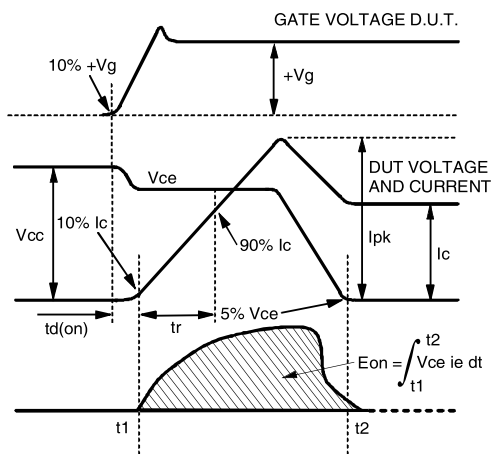 GATE VOLTAGE D.U.T.
10% +Vg
+Vg
Vce
DUT VOLTAGE
AND CURRENT
10% Ic
Vcc
90% Ic
Ipk
Ic
td(on)
tr
5% Vce
Eon = ∫ Vce ie dt
t2
t1
t1
t2